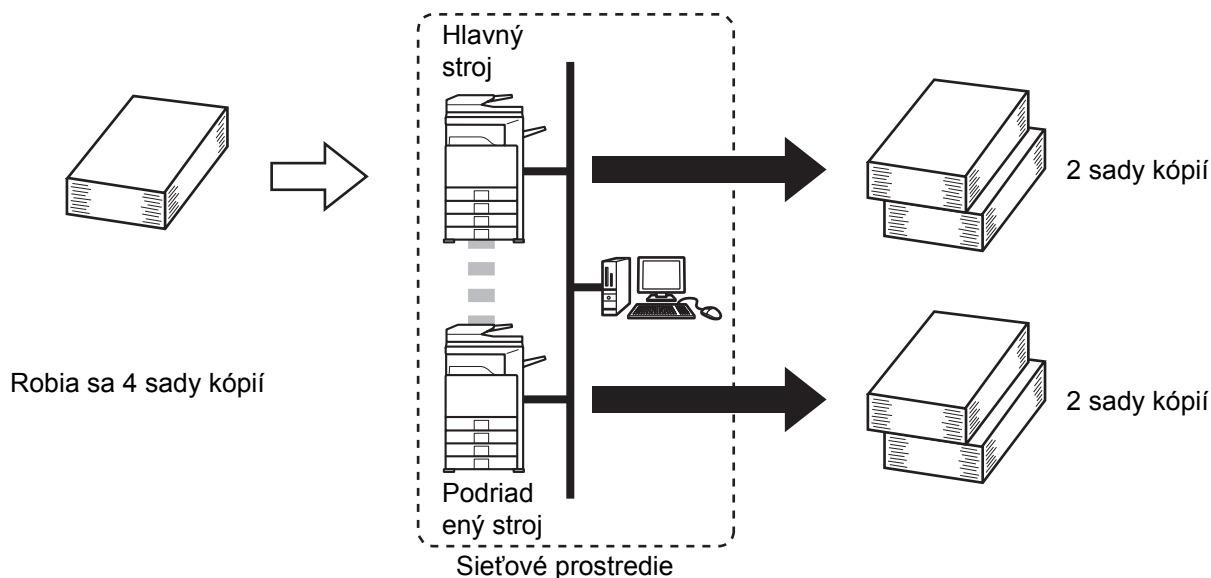 Hlavný
stroj
2 sady kópií
Robia sa 4 sady kópií
2 sady kópií
Podriad
ený stroj
Sieťové prostredie